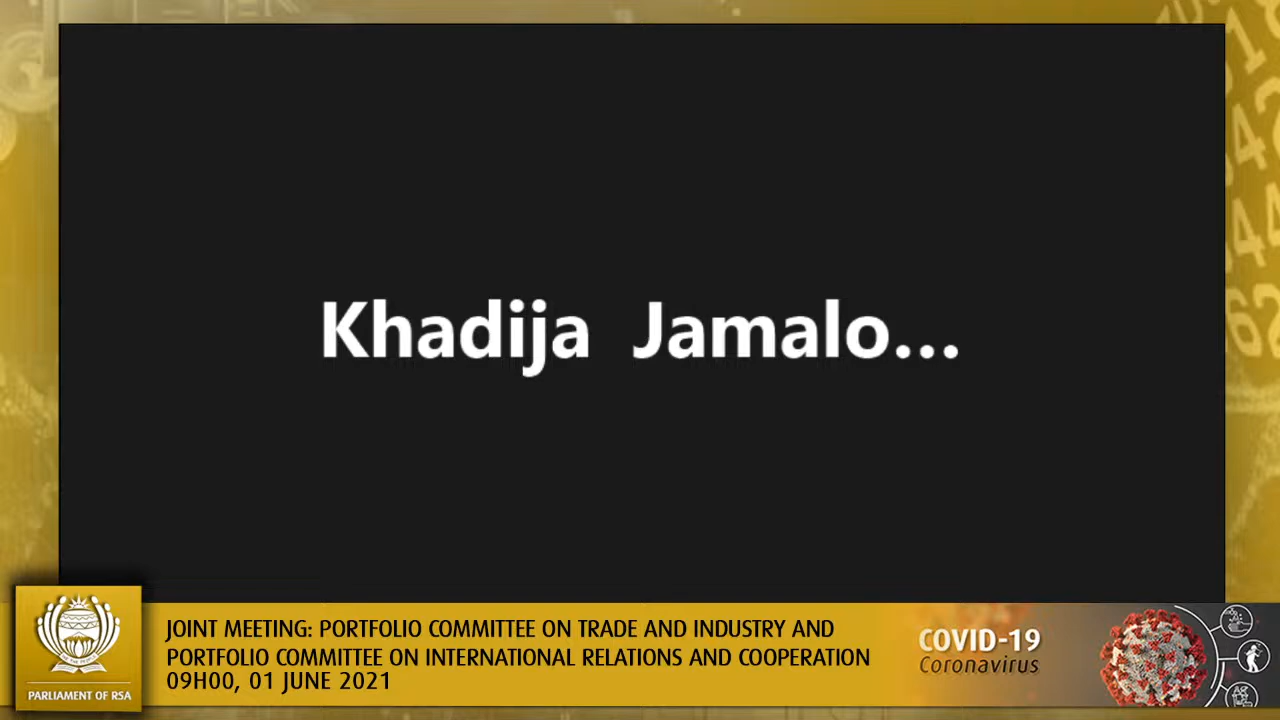 Khadija Jamalo...
JOINT MEETING: PORTFOLIO COMMITTEE ON TRADE AND INDUSTRY AND
PORTFOLIO COMMITTEE ON INTERNATIONAL RELATIONS AND COOPERATION
09H00, 01 JUNE 2021
PARLIAMENT OF RSA
COVID-19
Coronavirus